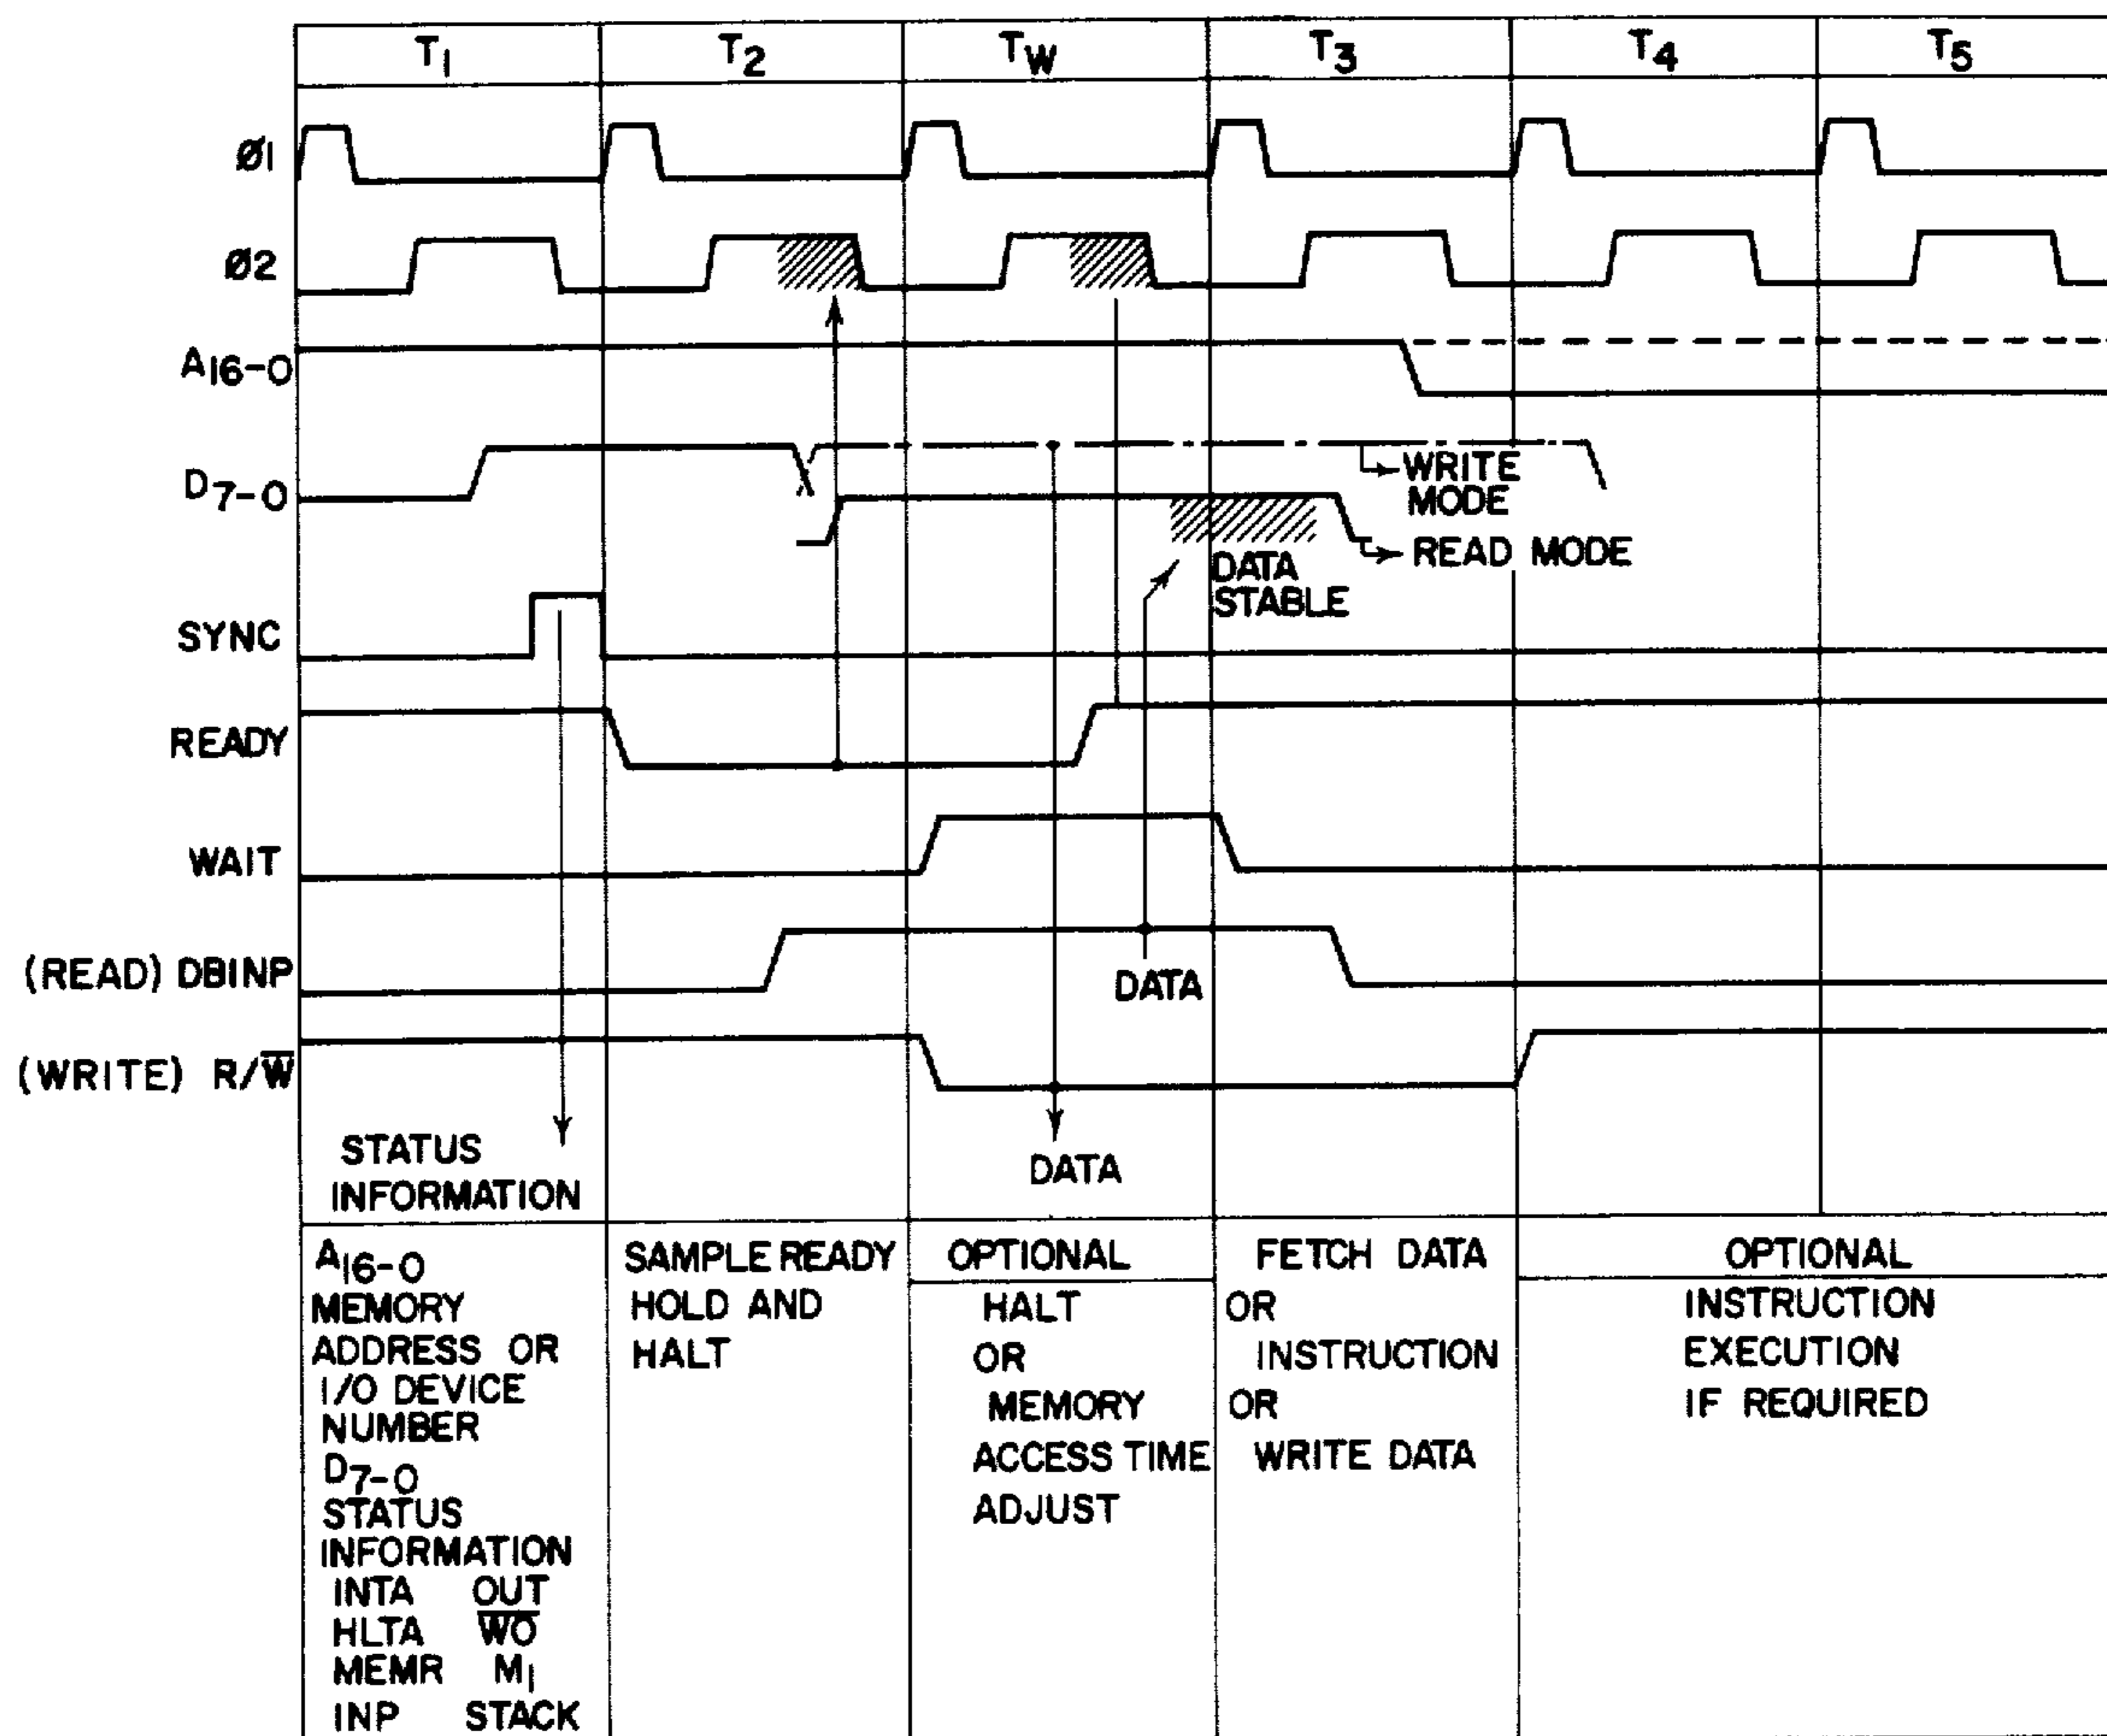 T1 T2 TW T3 T4 T5
Ø1
Ø2
A16-0
D7-0
WRITE
MODE
READ MODE
DATA
STABLE
SYNC
READY
WAIT
(READ) DBINP
DATA
(WRITE) R/W̅
STATUS
INFORMATION
DATA
A16-0
MEMORY
ADDRESS OR
I/O DEVICE
NUMBER
D7-0
STATUS
INFORMATION
INTA OUT
HLTA W̅O̅
MEMR M1
INP STACK
SAMPLE READY
HOLD AND
HALT
OPTIONAL
HALT
OR
MEMORY
ACCESS TIME
ADJUST
FETCH DATA
OR
INSTRUCTION
OR
WRITE DATA
OPTIONAL
INSTRUCTION
EXECUTION
IF REQUIRED